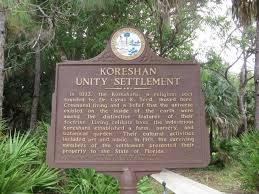 KORESHAN
UNITY SETTLEMENT
In 1893, the Koreshans, a religious sect
founded by Dr. Cyrus R. Teed, moved here.
Communal living and a belief that the universe
existed on the inside of the earth were
among the distinctive features of their
doctrine. Living celibate lives the industrious
Koreshans established a farm, nursery, and
botanical garden. Their cultural activities
included art and music. In 1961, the surviving
members of the settlement presented their
property to the State of Florida.